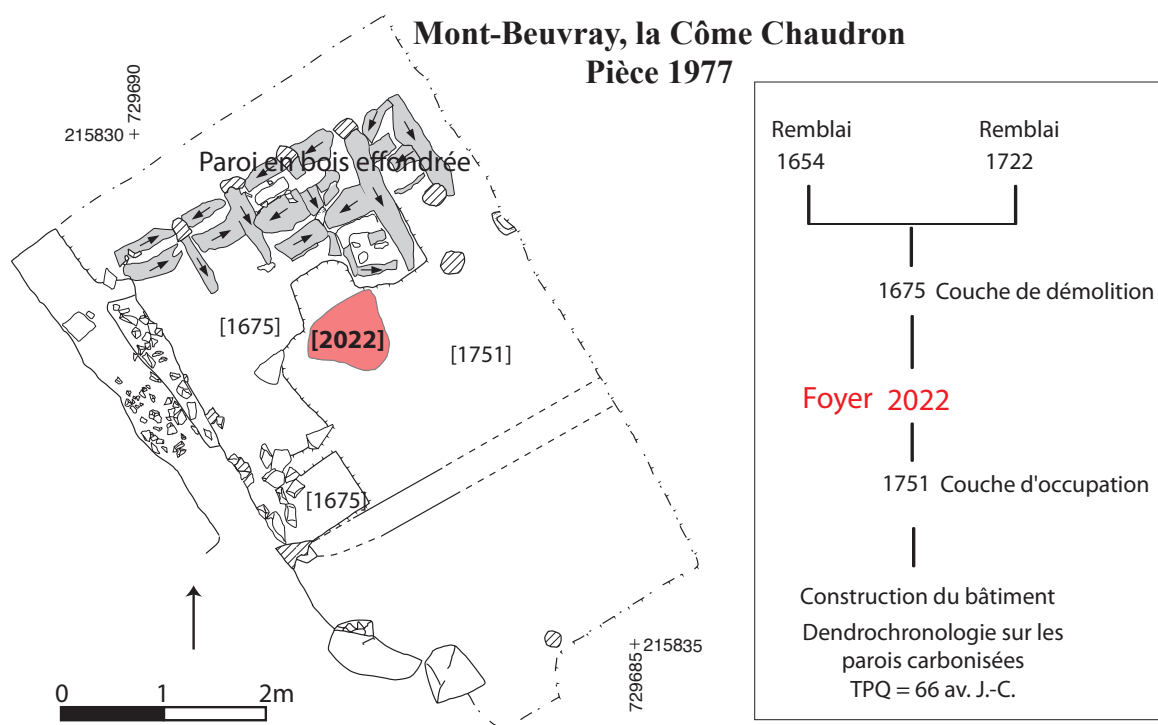 Mont-Beuvray, la Côme Chaudron
Pièce 1977
729690
215830 +
Paroi en bois effondrée
[1675]
[2022]
[1751]
[1675]
729685
+ 215835
0 1 2m
Remblai
1654
Remblai
1722
1675 Couche de démolition
Foyer 2022
1751 Couche d'occupation
Construction du bâtiment
Dendrochronologie sur les
parois carbonisées
TPQ = 66 av. J.-C.